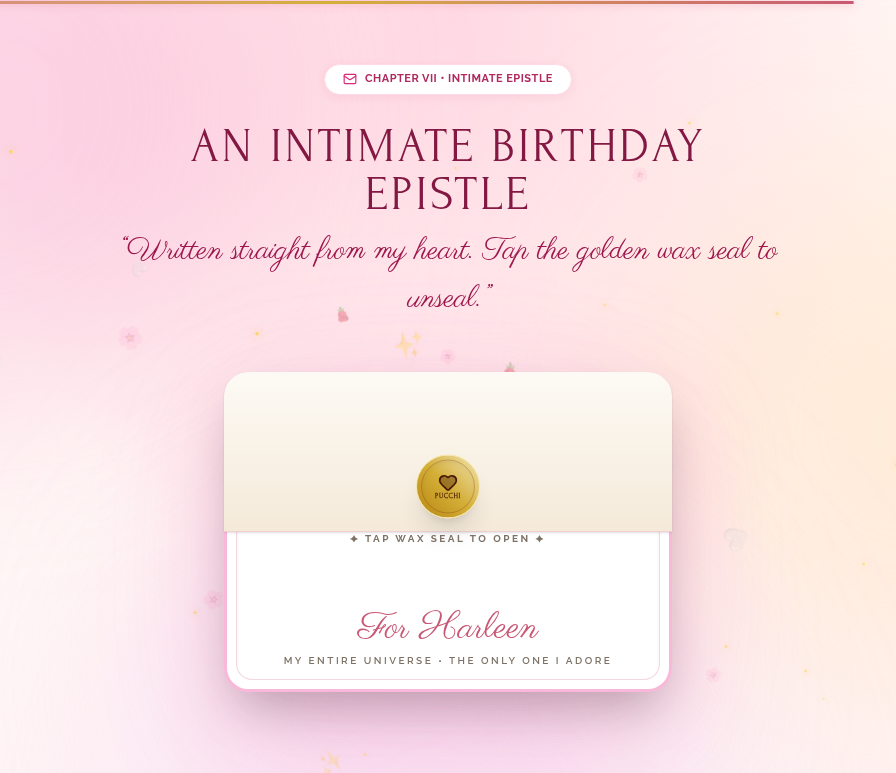 CHAPTER VII • INTIMATE EPISTLE
AN INTIMATE BIRTHDAY
EPISTLE
“Written straight from my heart. Tap the golden wax seal to
unseal.”
PUCCHI
✦ TAP WAX SEAL TO OPEN ✦
For Harleen
MY ENTIRE UNIVERSE • THE ONLY ONE I ADORE